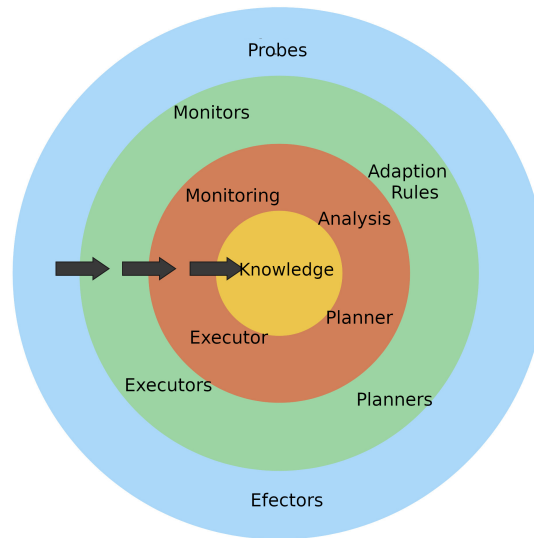 Probes
Monitors
Adaption
Rules
Monitoring
Analysis
Knowledge
Planner
Executor
Executors
Planners
Efectors